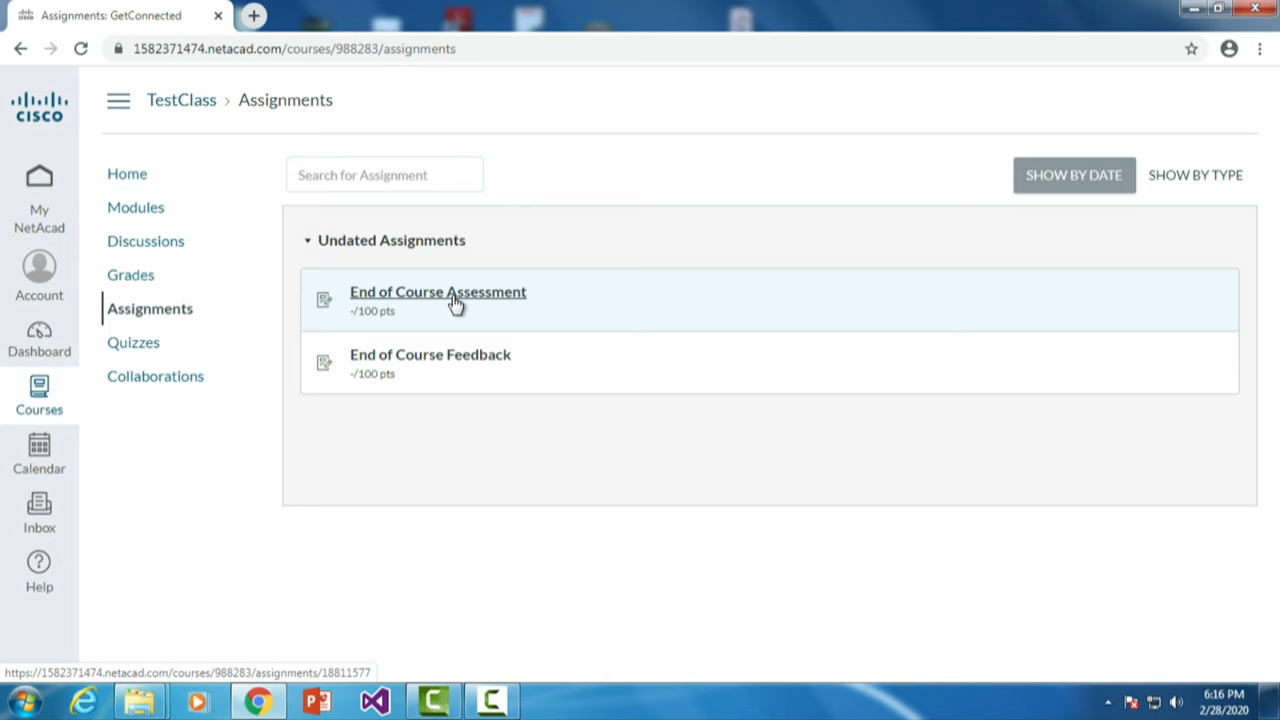 Assignments: GetConnected
1582371474.netacad.com/courses/988283/assignments
CISCO
TestClass › Assignments
My
NetAcad
Account
Dashboard
Courses
Calendar
Inbox
Help
Home
Modules
Discussions
Grades
Assignments
Quizzes
Collaborations
Search for Assignment
SHOW BY DATE
SHOW BY TYPE
Undated Assignments
End of Course Assessment
-/100 pts
End of Course Feedback
-/100 pts
https://1582371474.netacad.com/courses/988283/assignments/18811577
6:16 PM
2/28/2020